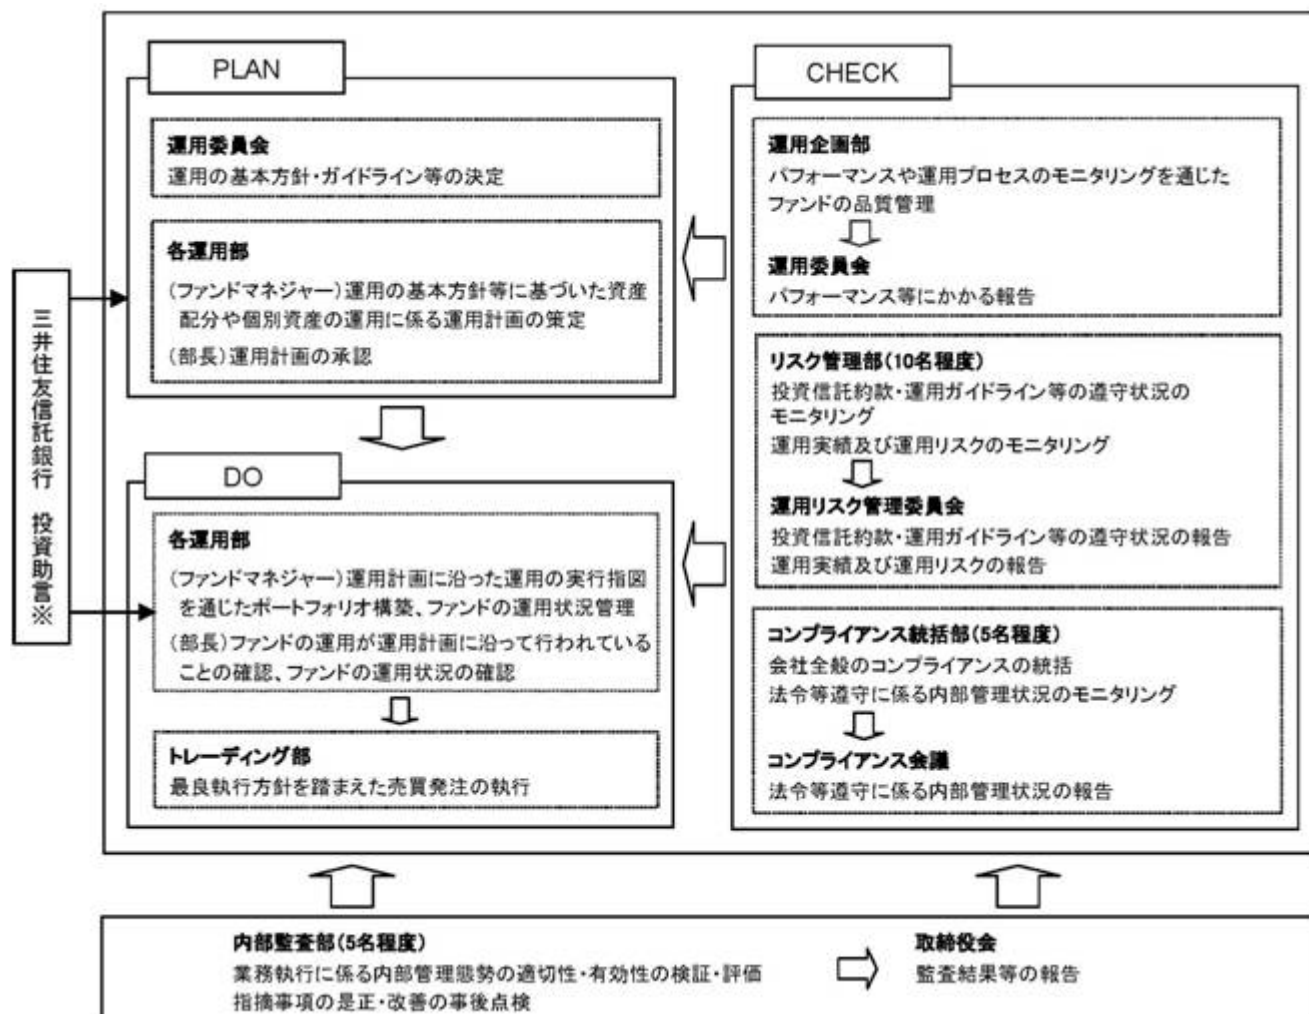 PLAN
運用委員会
運用の基本方針・ガイドライン等の決定
各運用部
(ファンドマネジャー)運用の基本方針等に基づいた資産
配分や個別資産の運用に係る運用計画の策定
(部長)運用計画の承認
三井住友信託銀行 投資助言※
DO
各運用部
(ファンドマネジャー)運用計画に沿った運用の実行指図
を通じたポートフォリオ構築、ファンドの運用状況管理
(部長)ファンドの運用が運用計画に沿って行われている
ことの確認、ファンドの運用状況の確認
トレーディング部
最良執行方針を踏まえた売買発注の執行
CHECK
運用企画部
パフォーマンスや運用プロセスのモニタリングを通じた
ファンドの品質管理
運用委員会
パフォーマンス等にかかる報告
リスク管理部(10名程度)
投資信託約款・運用ガイドライン等の遵守状況の
モニタリング
運用実績及び運用リスクのモニタリング
運用リスク管理委員会
投資信託約款・運用ガイドライン等の遵守状況の報告
運用実績及び運用リスクの報告
コンプライアンス統括部(5名程度)
会社全般のコンプライアンスの統括
法令等遵守に係る内部管理状況のモニタリング
コンプライアンス会議
法令等遵守に係る内部管理状況の報告
内部監査部(5名程度)
業務執行に係る内部管理態勢の適切性・有効性の検証・評価
指摘事項の是正・改善の事後点検
取締役会
監査結果等の報告